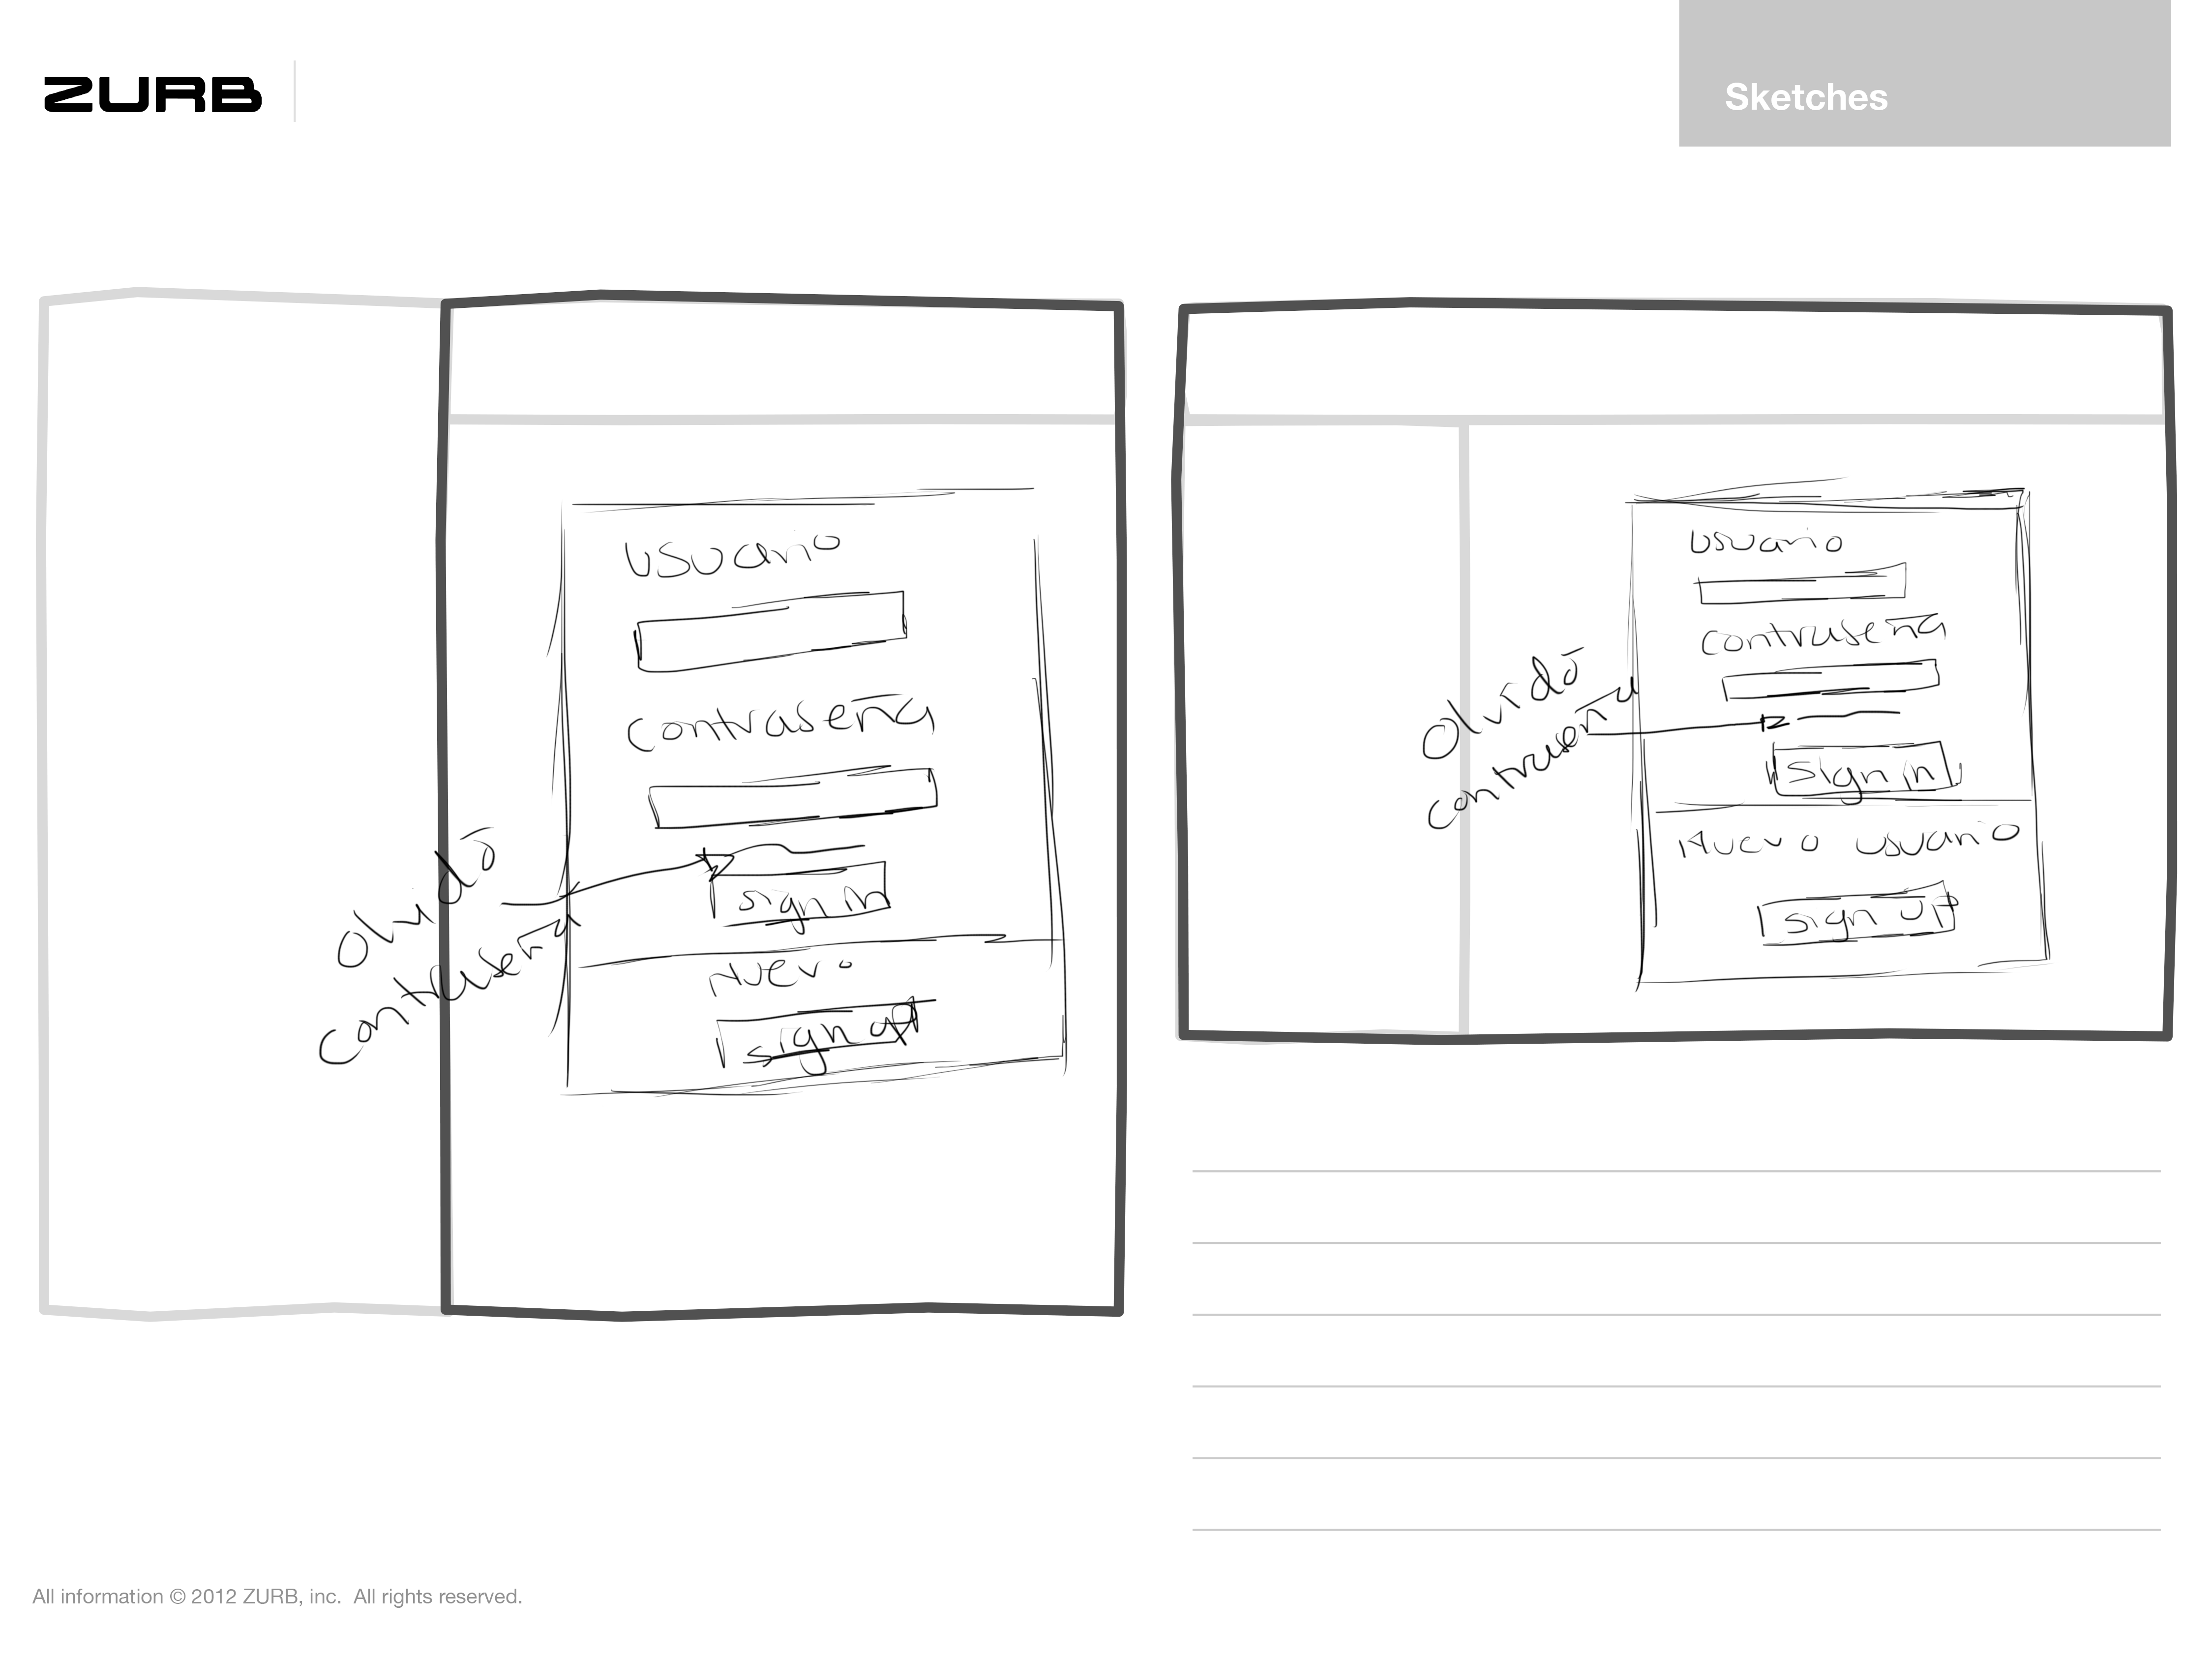 ZURB
Sketches
Usuario
Contraseña
Olvidó
Contraseña
sign in
Nuevo
sign up
Usuario
Contraseña
Olvidó
Contraseña
Sign in
Nuevo usuario
sign up
All information © 2012 ZURB, inc.  All rights reserved.